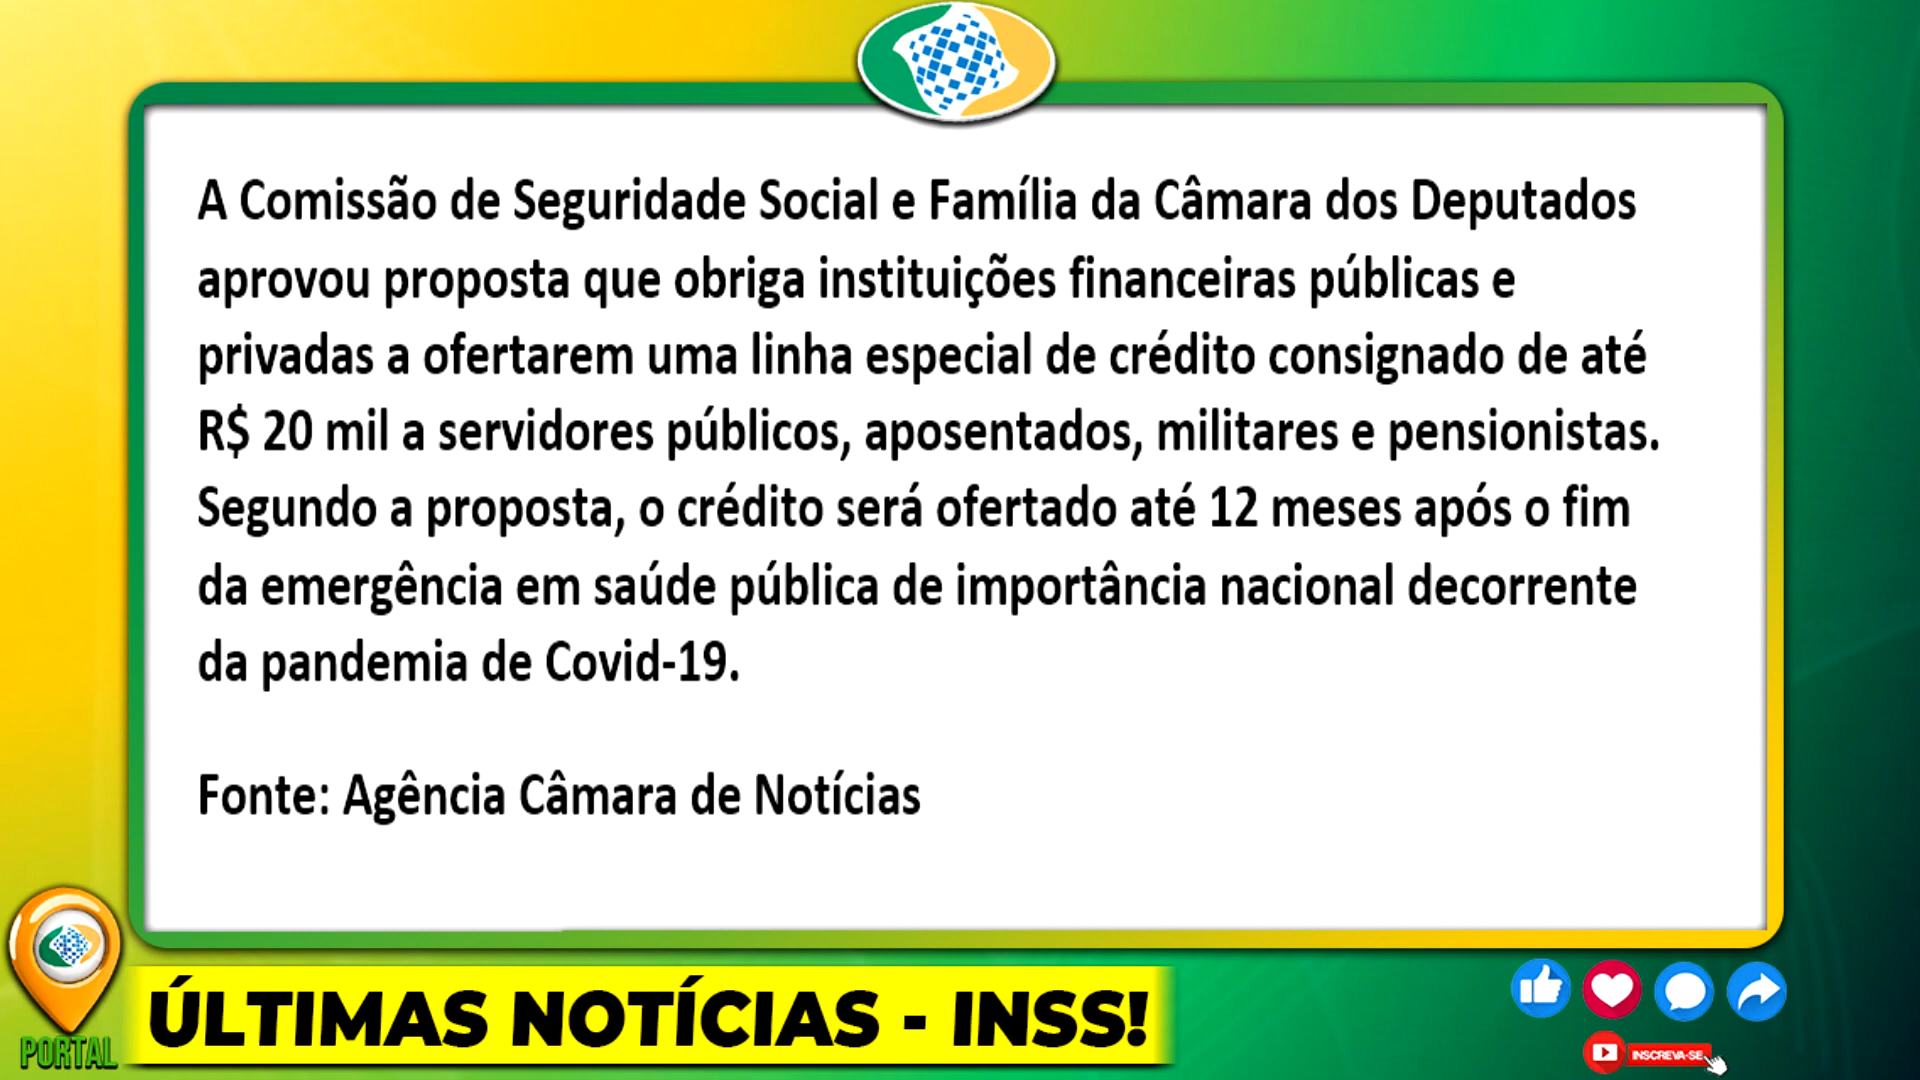 A Comissão de Seguridade Social e Família da Câmara dos Deputados
aprovou proposta que obriga instituições financeiras públicas e
privadas a ofertarem uma linha especial de crédito consignado de até
R$ 20 mil a servidores públicos, aposentados, militares e pensionistas.
Segundo a proposta, o crédito será ofertado até 12 meses após o fim
da emergência em saúde pública de importância nacional decorrente
da pandemia de Covid-19.
Fonte: Agência Câmara de Notícias
PORTAL
ÚLTIMAS NOTÍCIAS - INSS!
INSCREVA-SE